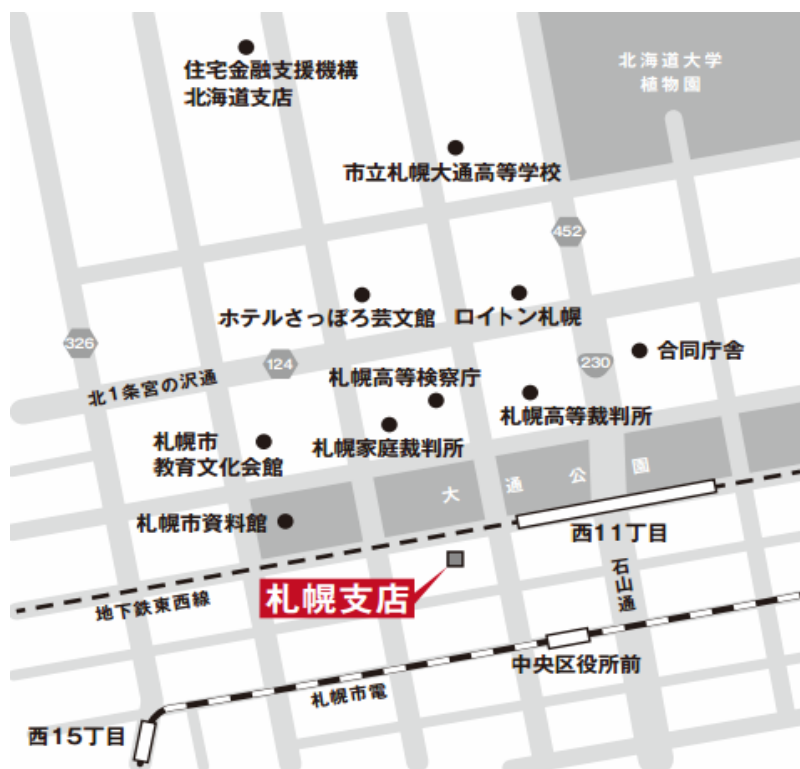 住宅金融支援機構
北海道支店
北海道大学
植物園
市立札幌大通高等学校
452
ホテルさっぽろ芸文館
ロイトン札幌
326
124
230
合同庁舎
北1条宮の沢通
札幌高等検察庁
札幌高等裁判所
札幌市
教育文化会館
札幌家庭裁判所
大通公園
札幌市資料館
西11丁目
札幌支店
地下鉄東西線
石山通
中央区役所前
札幌市電
西15丁目